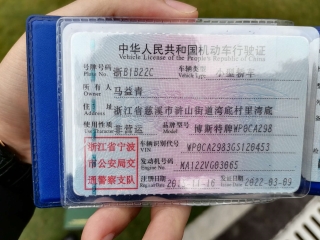 中华人民共和国机动车行驶证
Vehicle License of the People's Republic of China
号牌号码 浙B1B2ZC 车辆类型
Plate No. Vehicle Type
所有人 马益青
Owner
住址 浙江省慈溪市浒山街道湾底村里湾底
Address
使用性质 非营运 品牌型号 博斯特牌WP0CA298
Use Character Model
浙江省宁波 车辆识别代号 WP0CA2983GS120453
市公安局交 VIN
通警察支队 发动机号码 MA122VG03065
Engine No.
注册日期 发证日期 2022-03-09
Register Date Issue Date